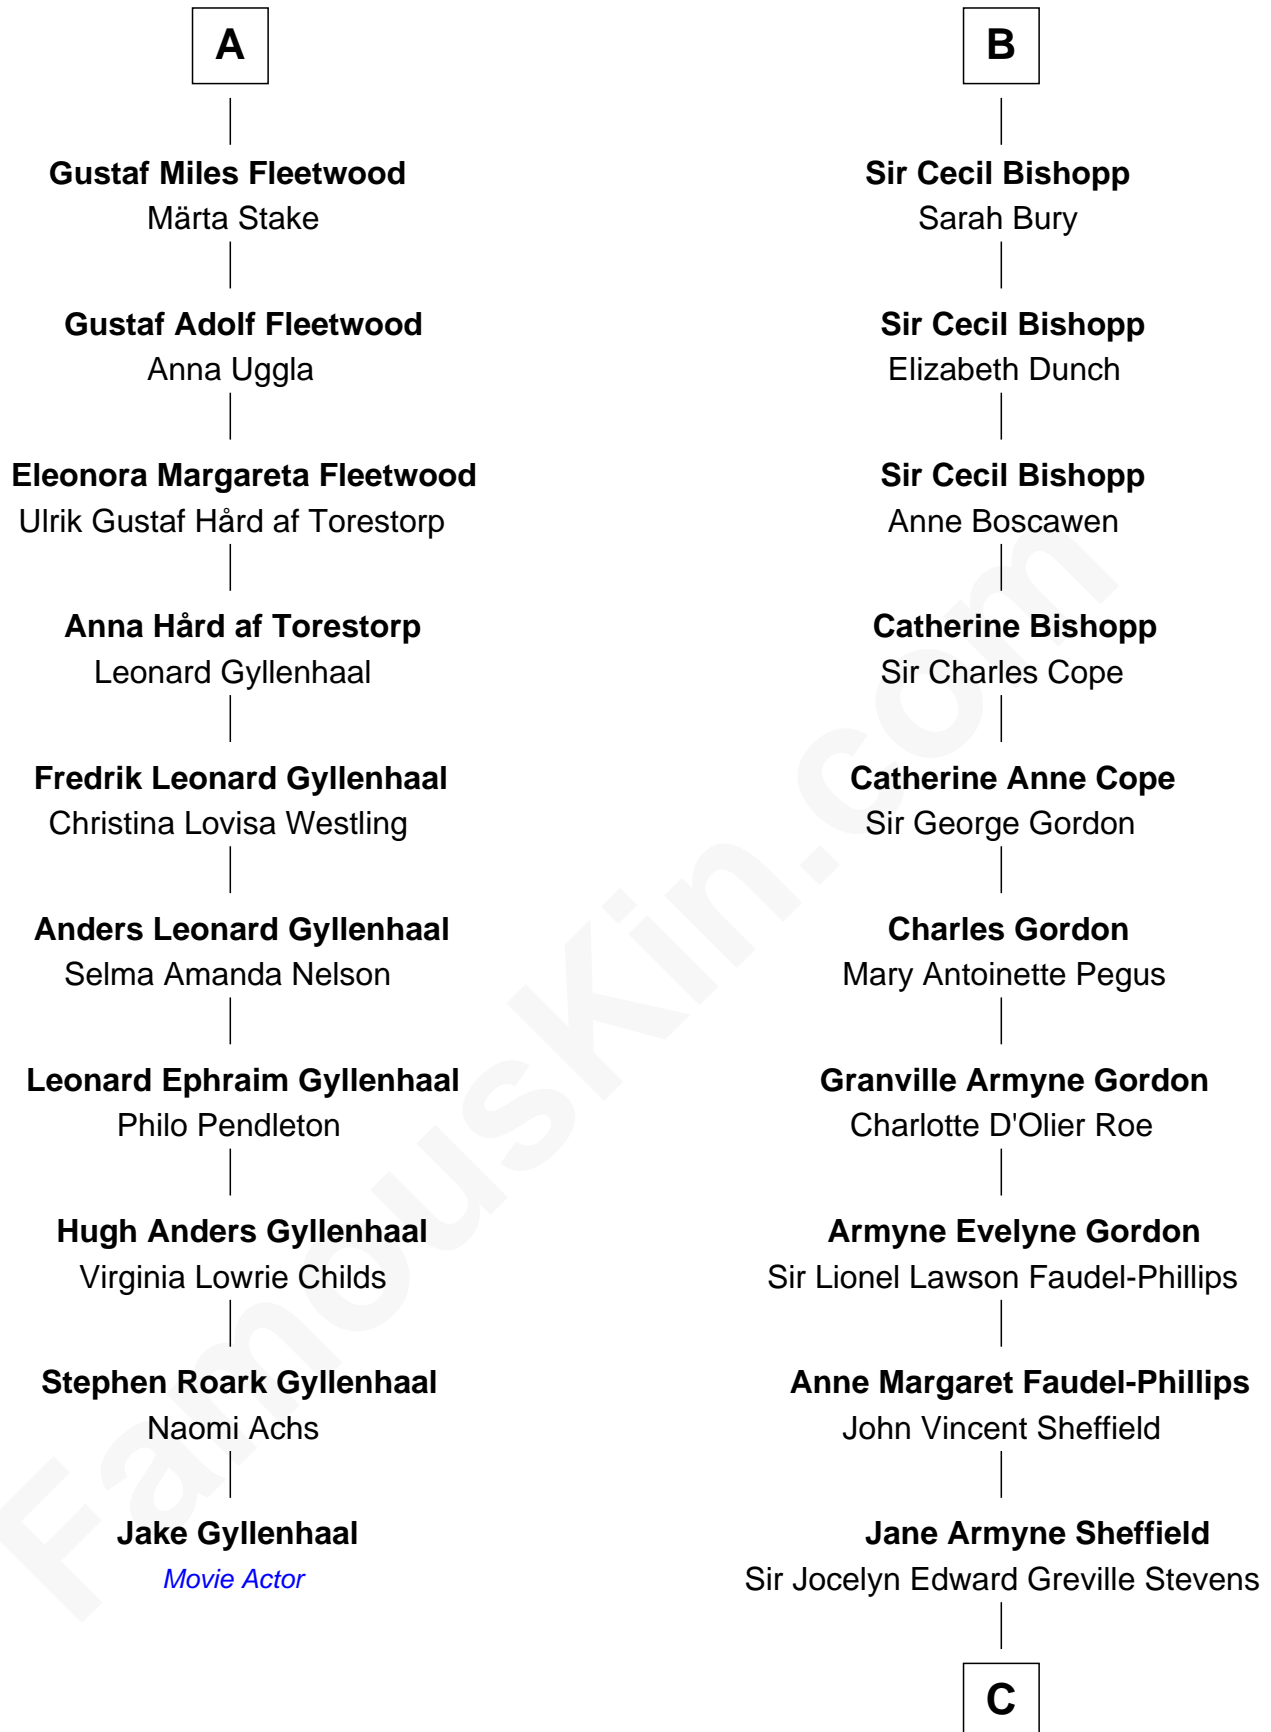 A
Gustaf Miles Fleetwood
Märta Stake
Gustaf Adolf Fleetwood
Anna Uggla
Eleonora Margareta Fleetwood
Ulrik Gustaf Hård af Torestorp
Anna Hård af Torestorp
Leonard Gyllenhaal
Fredrik Leonard Gyllenhaal
Christina Lovisa Westling
Anders Leonard Gyllenhaal
Selma Amanda Nelson
Leonard Ephraim Gyllenhaal
Philo Pendleton
Hugh Anders Gyllenhaal
Virginia Lowrie Childs
Stephen Roark Gyllenhaal
Naomi Achs
Jake Gyllenhaal
Movie Actor
B
Sir Cecil Bishopp
Sarah Bury
Sir Cecil Bishopp
Elizabeth Dunch
Sir Cecil Bishopp
Anne Boscawen
Catherine Bishopp
Sir Charles Cope
Catherine Anne Cope
Sir George Gordon
Charles Gordon
Mary Antoinette Pegus
Granville Armyne Gordon
Charlotte D'Olier Roe
Armyne Evelyne Gordon
Sir Lionel Lawson Faudel-Phillips
Anne Margaret Faudel-Phillips
John Vincent Sheffield
Jane Armyne Sheffield
Sir Jocelyn Edward Greville Stevens
C
FamousKin.com